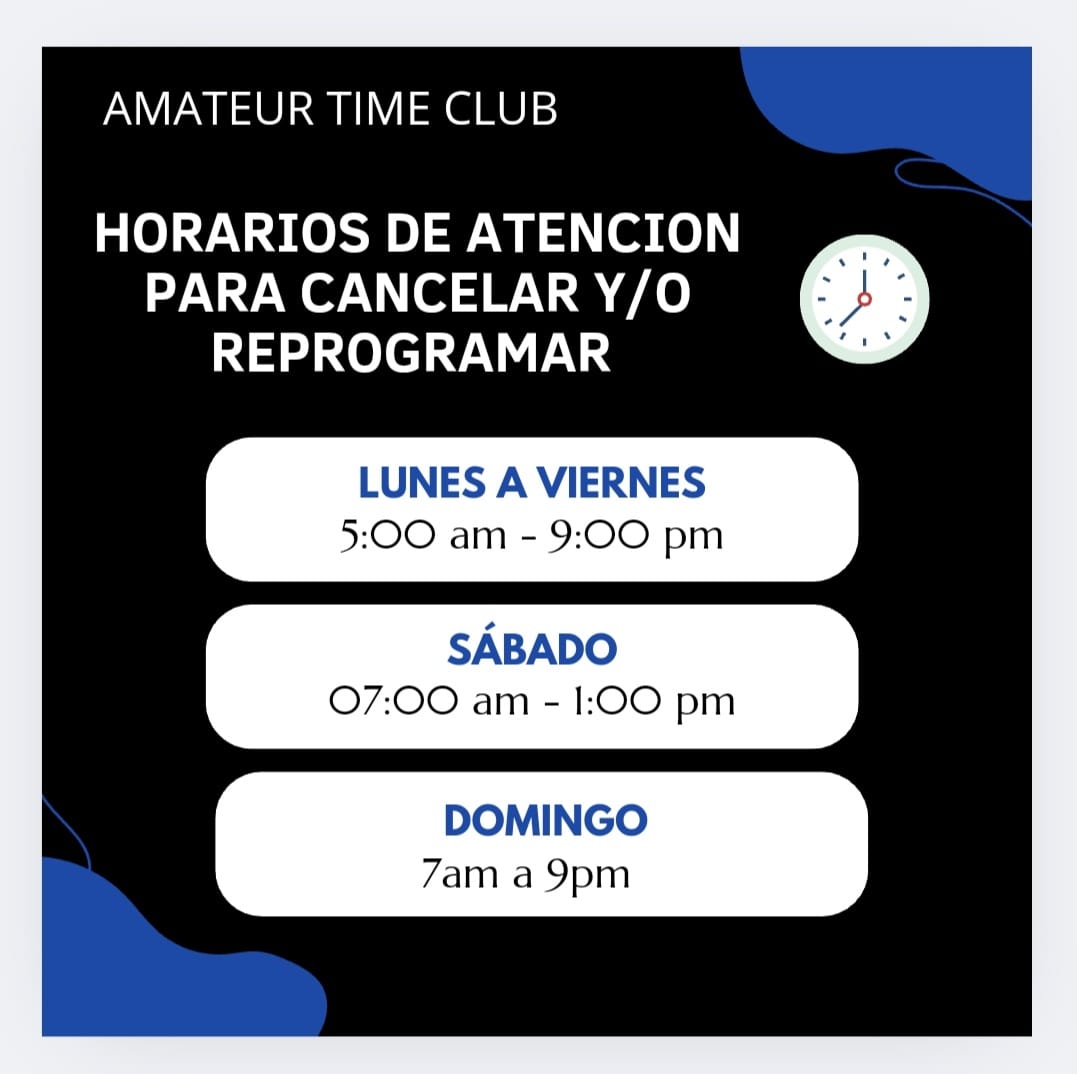 AMATEUR TIME CLUB
HORARIOS DE ATENCION
PARA CANCELAR Y/O
REPROGRAMAR
LUNES A VIERNES
5:00 am - 9:00 pm
SÁBADO
07:00 am - 1:00 pm
DOMINGO
7am a 9pm